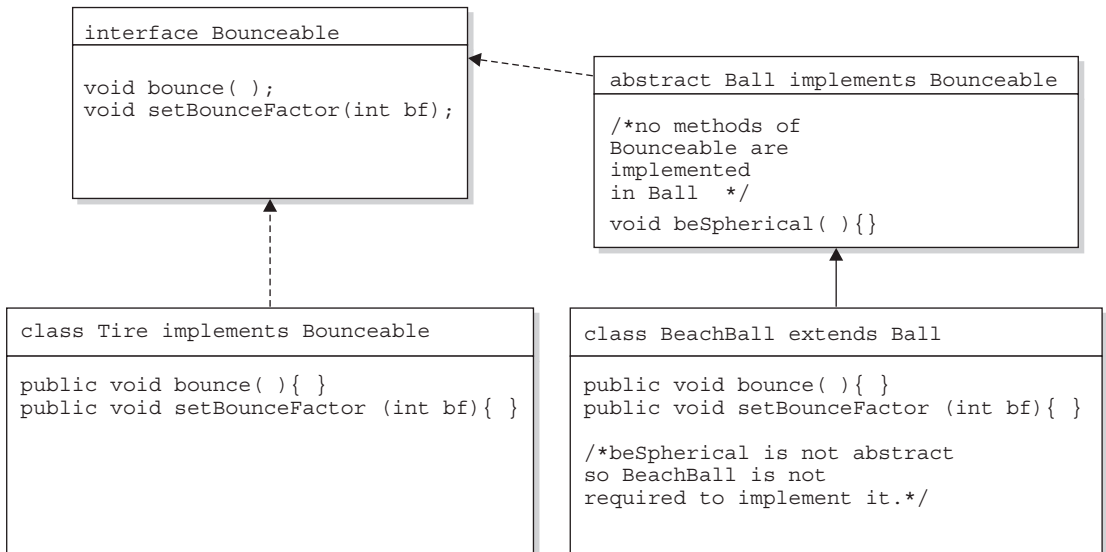 interface Bounceable
void bounce( );
void setBounceFactor(int bf);
abstract Ball implements Bounceable
/*no methods of
Bounceable are
implemented
in Ball  */
void beSpherical( ){}
class Tire implements Bounceable
public void bounce( ){ }
public void setBounceFactor (int bf){ }
class BeachBall extends Ball
public void bounce( ){ }
public void setBounceFactor (int bf){ }
/*beSpherical is not abstract
so BeachBall is not
required to implement it.*/